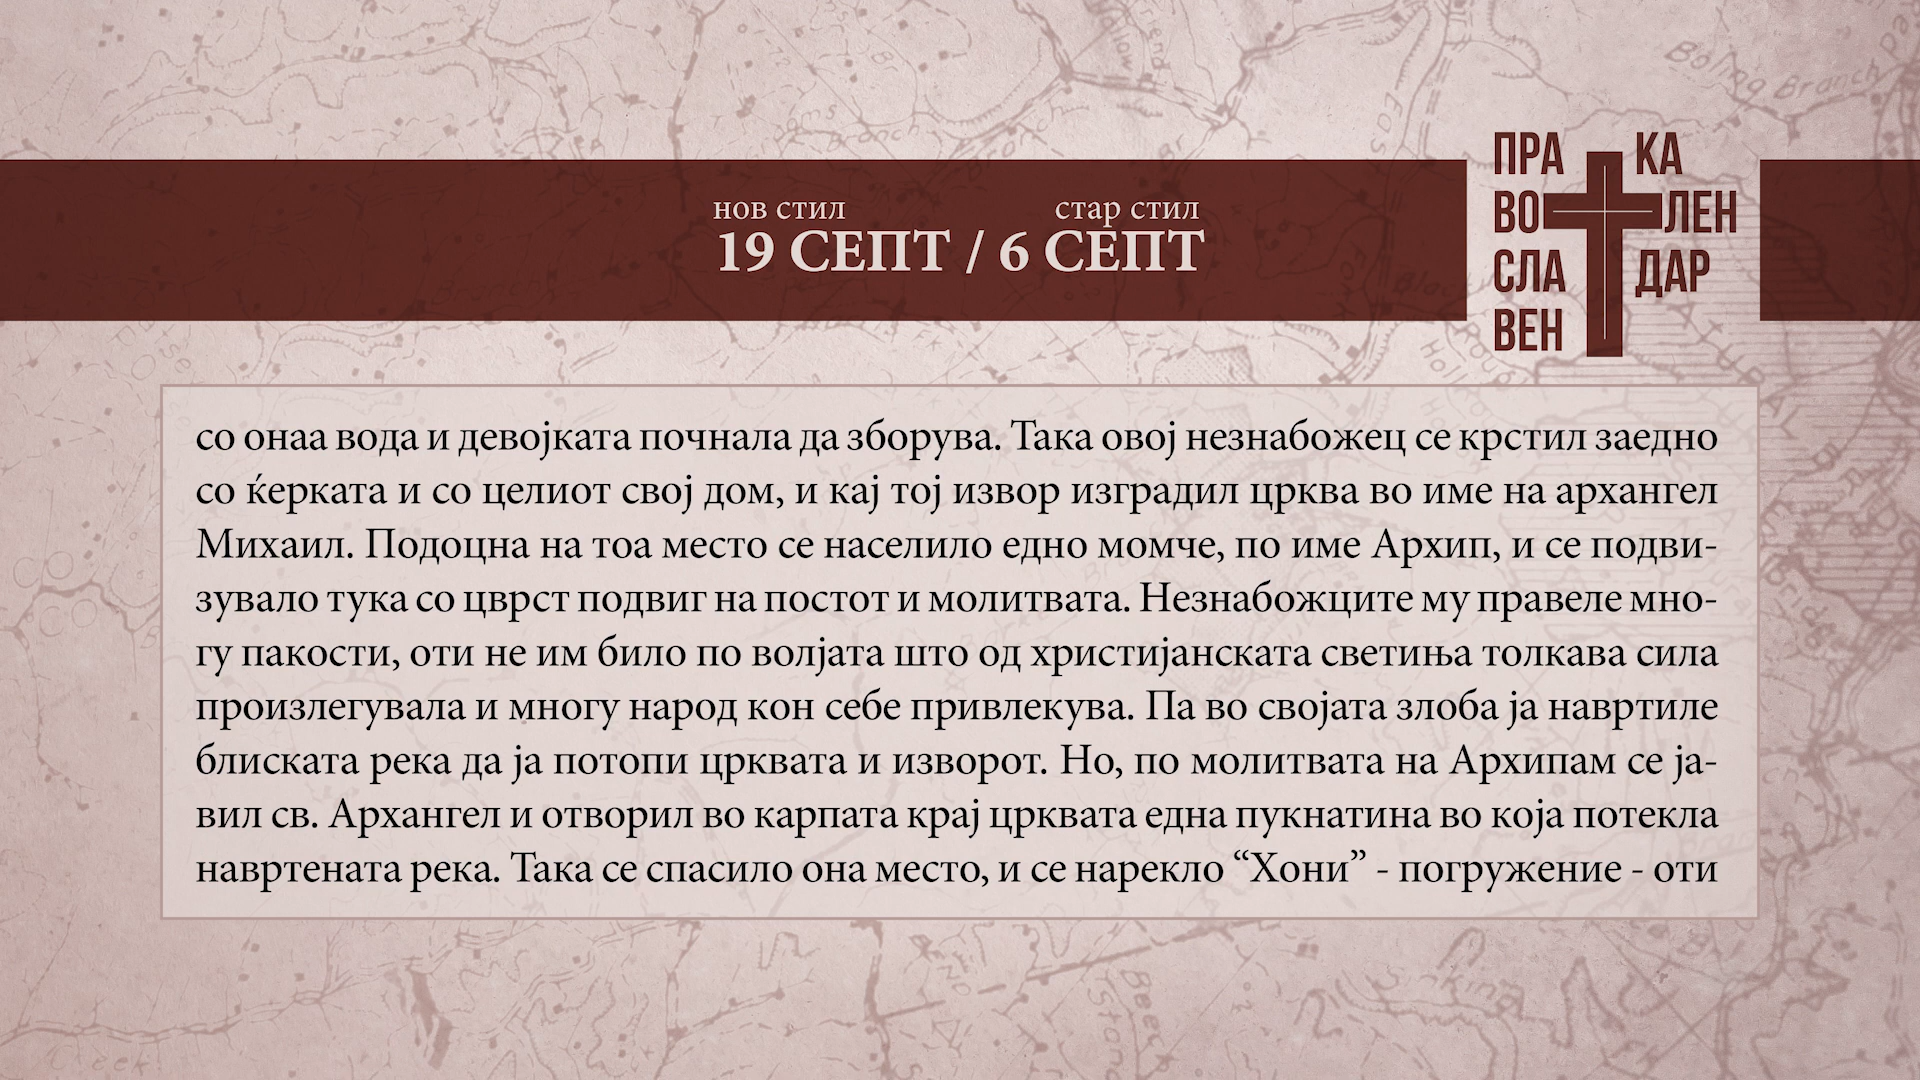 нов стил
стар стил
19 СЕПТ / 6 СЕПТ
ПРА
ВО
СЛА
ВЕН
КА
ЛЕН
ДАР
со онаа вода и девојката почнала да зборува. Така овој незнабожец се крстил заедно
со ќерката и со целиот свој дом, и кај тој извор изградил црква во име на архангел
Михаил. Подоцна на тоа место се населило едно момче, по име Архип, и се подви-
зувало тука со цврст подвиг на постот и молитвата. Незнабожците му правеле мно-
гу пакости, оти не им било по волјата што од христијанската светиња толкава сила
произлегувала и многу народ кон себе привлекува. Па во својата злоба ја навртиле
блиската река да ја потопи црквата и изворот. Но, по молитвата на Архипам се ја-
вил св. Архангел и отворил во карпата крај црквата една пукнатина во која потекла
навртената река. Така се спасило она место, и се нарекло “Хони” - погружение - оти